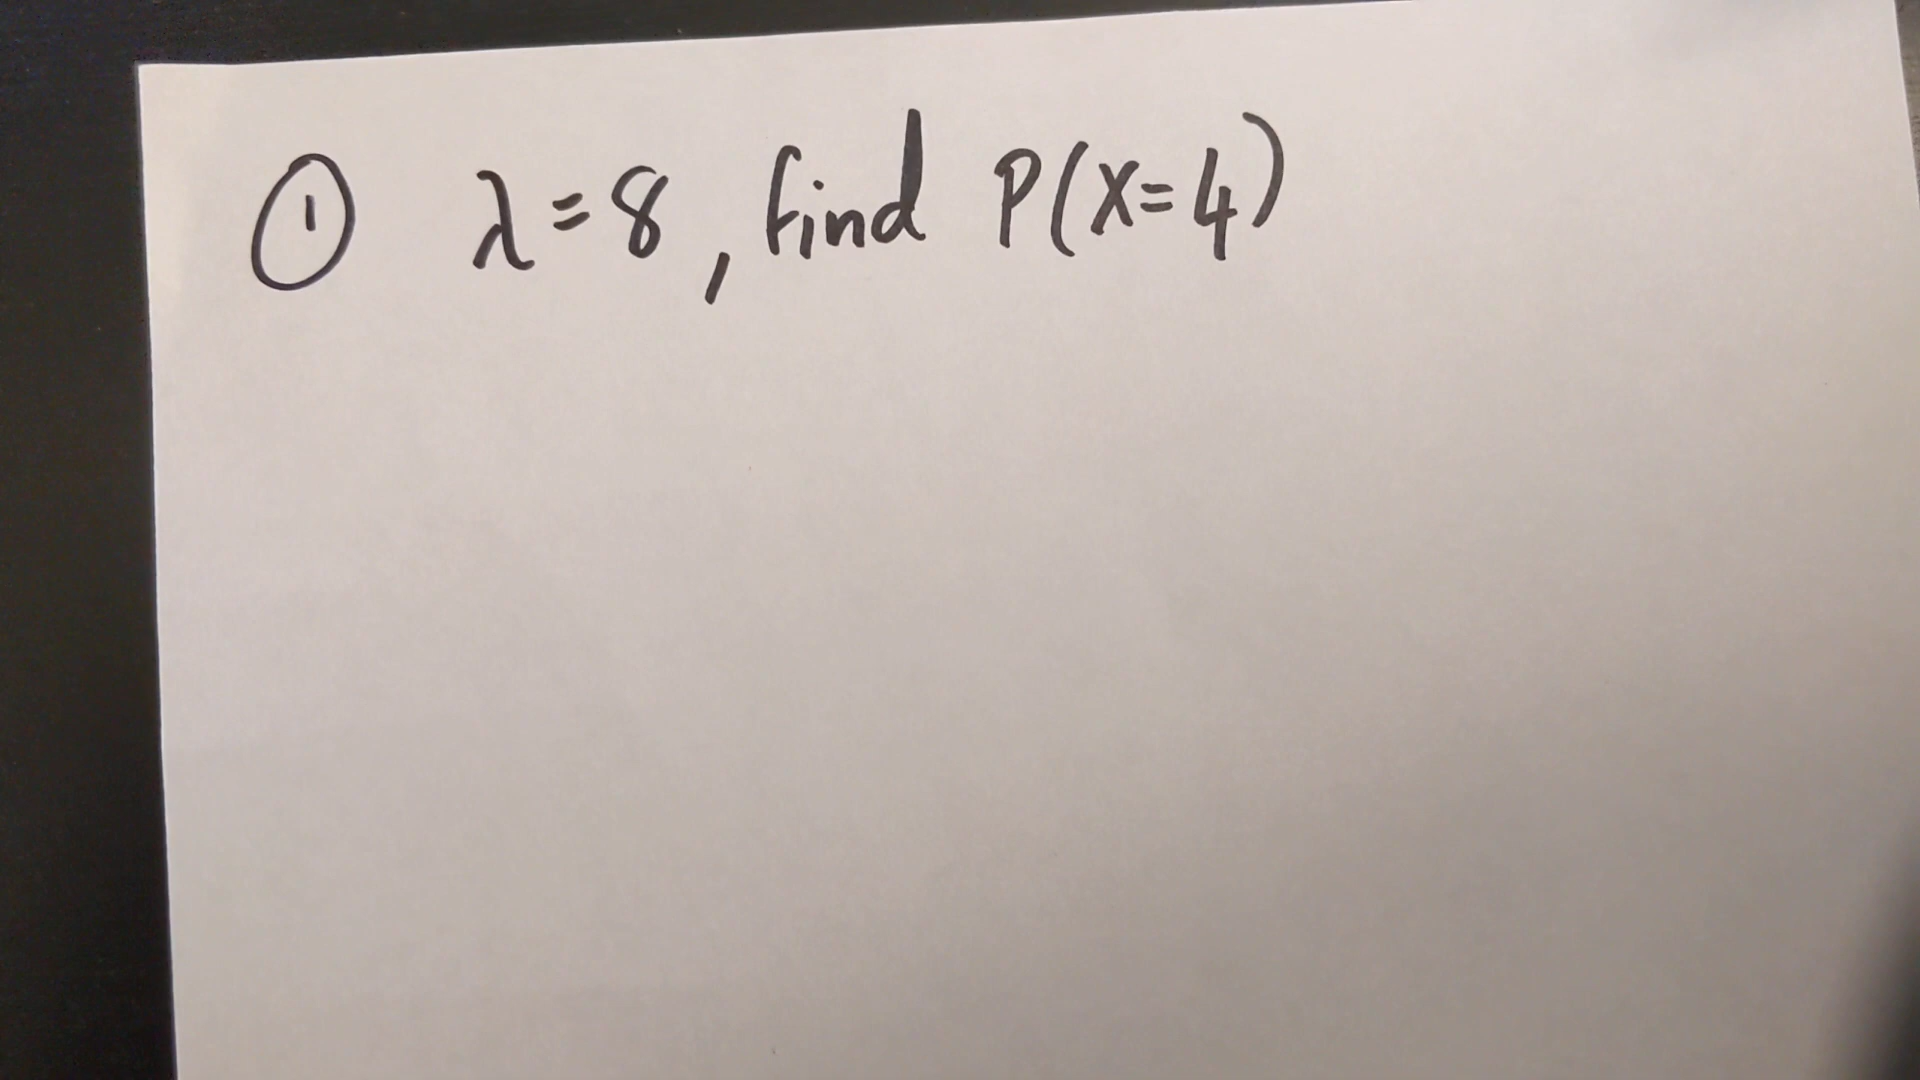 ① λ=8, find P(X=4)